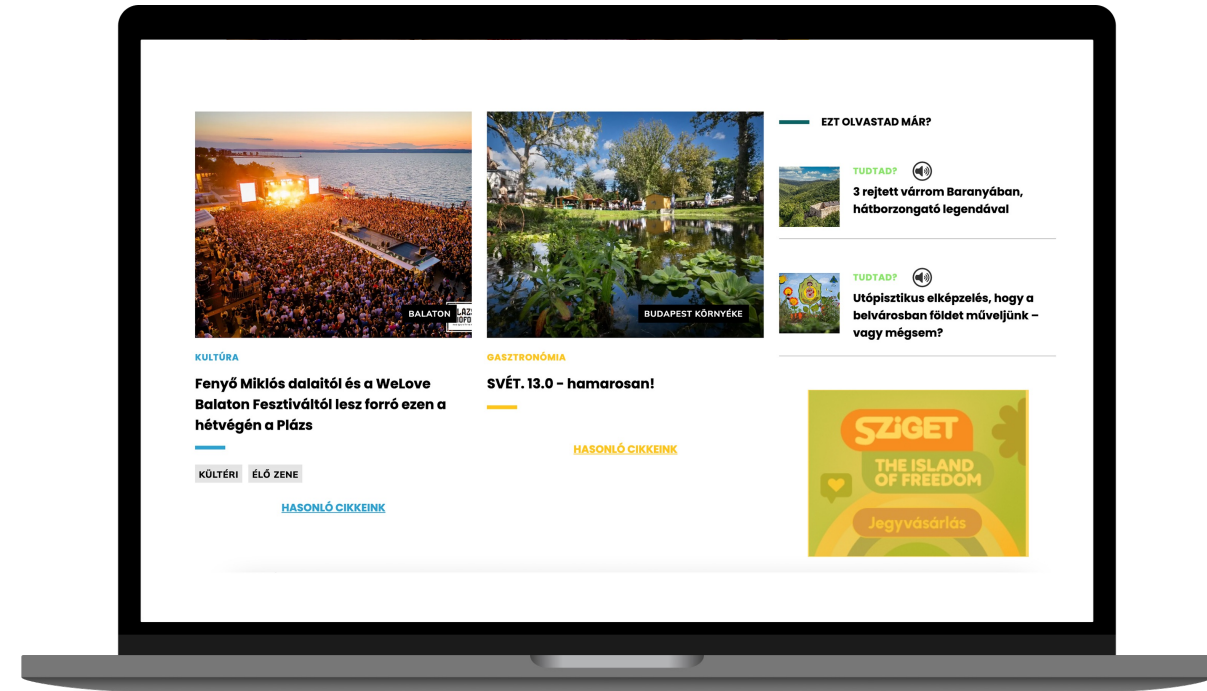 BALATON
KULTÚRA
Fenyő Miklós dalaitól és a WeLove
Balaton Fesztiváltól lesz forró ezen a
hétvégén a Plázs
KÜLTÉRI ÉLŐ ZENE
HASONLÓ CIKKEINK
BUDAPEST KÖRNYÉKE
GASZTRONÓMIA
SVÉT. 13.0 - hamarosan!
HASONLÓ CIKKEINK
EZT OLVASTAD MÁR?
TUDTAD?
3 rejtett várrom Baranyában,
hátborzongató legendával
TUDTAD?
Utópisztikus elképzelés, hogy a
belvárosban földet műveljünk –
vagy mégsem?
SZiGET
THE ISLAND
OF FREEDOM
Jegyvásárlás